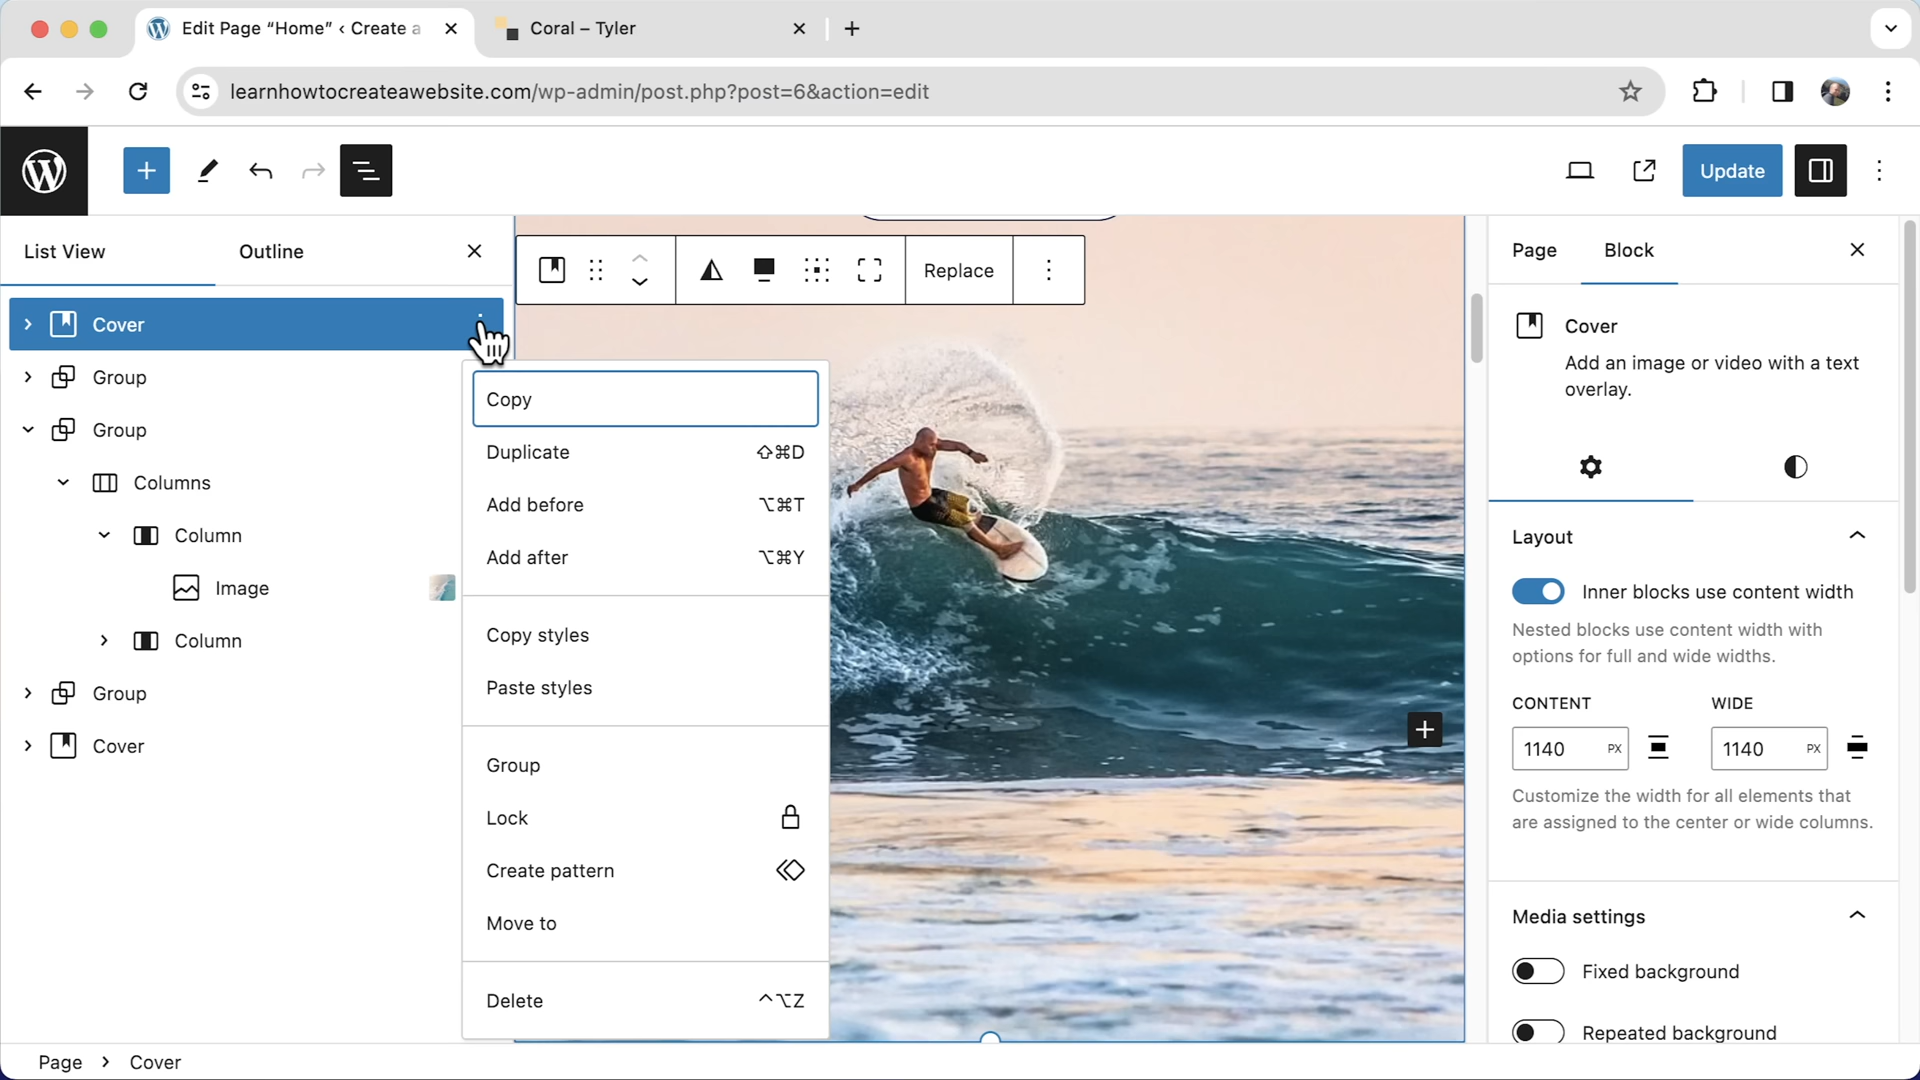 Edit Page “Home” ‹ Create a
Coral – Tyler
learnhowtocreateawebsite.com/wp-admin/post.php?post=6&action=edit
Update
List View
Outline
Replace
Page
Block
Cover
Group
Group
Columns
Column
Image
Column
Group
Cover
Copy
Duplicate ⇧⌘D
Add before ⌥⌘T
Add after ⌥⌘Y
Copy styles
Paste styles
Group
Lock
Create pattern
Move to
Delete ^⌥Z
Cover
Add an image or video with a text
overlay.
Layout
Inner blocks use content width
Nested blocks use content width with
options for full and wide widths.
CONTENT WIDE
1140 PX 1140 PX
Customize the width for all elements that
are assigned to the center or wide columns.
Media settings
Fixed background
Repeated background
Page › Cover